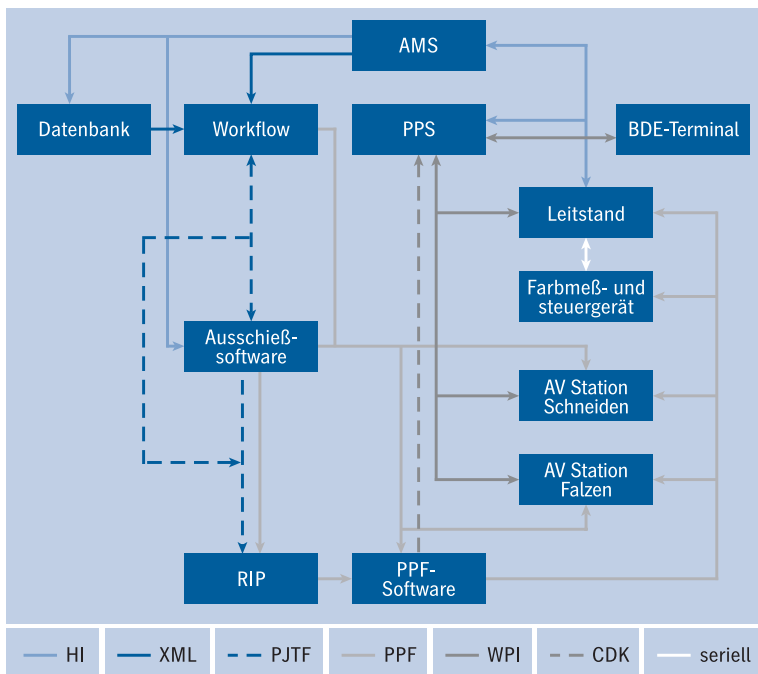 AMS
Datenbank
Workflow
PPS
BDE-Terminal
Leitstand
Farbmeß- und
steuergerät
Ausschieß-
software
AV Station
Schneiden
AV Station
Falzen
RIP
PPF-
Software
HI
XML
PJTF
PPF
WPI
CDK
seriell